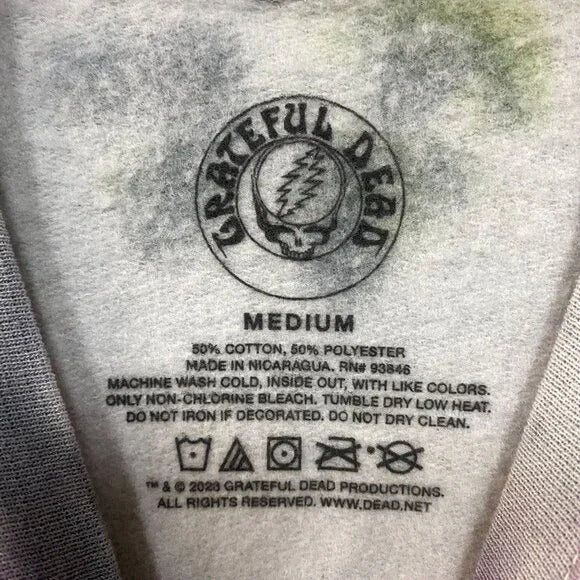 GRATEFUL DEAD
MEDIUM
50% COTTON, 50% POLYESTER
MADE IN NICARAGUA. RN# 93846
MACHINE WASH COLD, INSIDE OUT, WITH LIKE COLORS.
ONLY NON-CHLORINE BLEACH. TUMBLE DRY LOW HEAT.
DO NOT IRON IF DECORATED. DO NOT DRY CLEAN.
™ & © 2023 GRATEFUL DEAD PRODUCTIONS.
ALL RIGHTS RESERVED. WWW.DEAD.NET